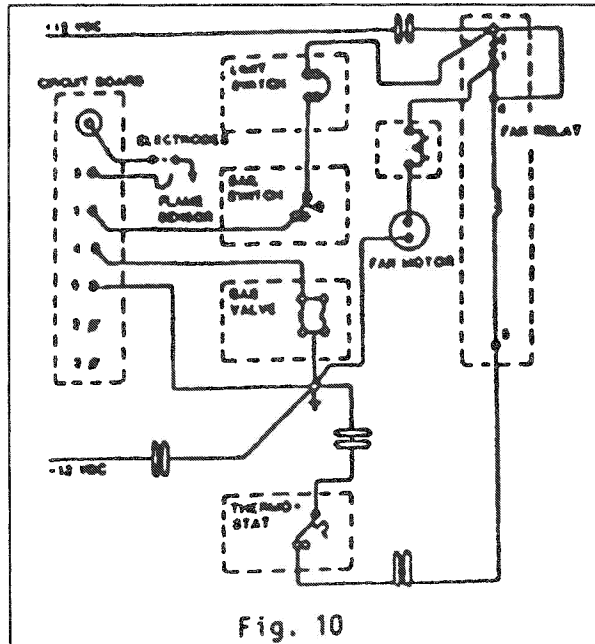 +12 VDC
LIMIT
SWITCH
CIRCUIT BOARD
ELECTRODES
FLAME
SENSOR
SAIL
SWITCH
FAN RELAY
FAN MOTOR
GAS
VALVE
-12 VDC
THERMO-
STAT
Fig. 10